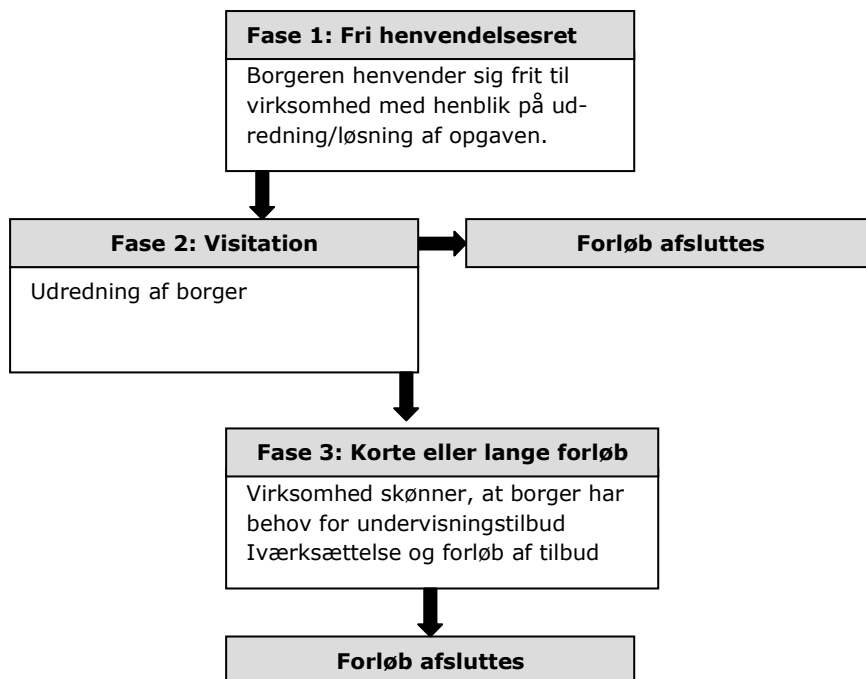 Fase 1: Fri henvendelsesret
Borgeren henvender sig frit til
virksomhed med henblik på ud-
redning/løsning af opgaven.
Fase 2: Visitation
Forløb afsluttes
Udredning af borger
Fase 3: Korte eller lange forløb
Virksomhed skønner, at borger har
behov for undervisningstilbud
Iværksættelse og forløb af tilbud
Forløb afsluttes